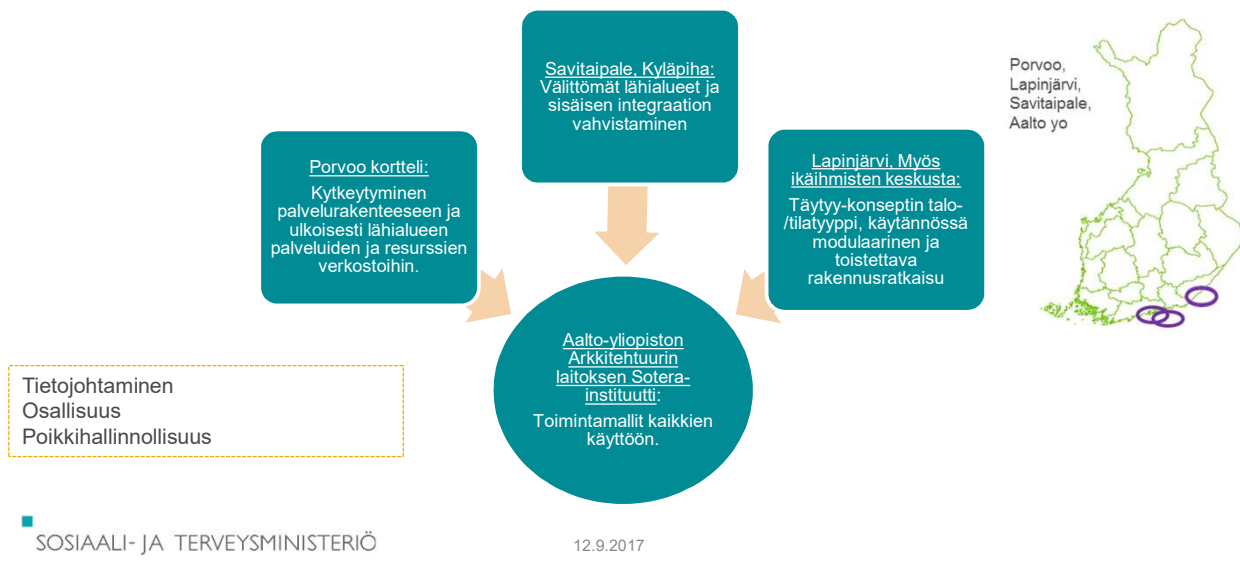 Savitaipale, Kyläpiha:
Välittömät lähialueet ja
sisäisen integraation
vahvistaminen
Porvoo,
Lapinjärvi,
Savitaipale,
Aalto yo
Porvoo kortteli:
Kytkeytyminen
palvelurakenteeseen ja
ulkoisesti lähialueen
palveluiden ja resurssien
verkostoihin.
Lapinjärvi, Myös
ikäihmisten keskusta:
Täytyy-konseptin talo-
/tilatyyppi, käytännössä
modulaarinen ja
toistettava
rakennusratkaisu
Aalto-yliopiston
Arkkitehtuurin
laitoksen Sotera-
instituutti:
Toimintamallit kaikkien
käyttöön.
Tietojohtaminen
Osallisuus
Poikkihallinnollisuus
SOSIAALI- JA TERVEYSMINISTERIÖ
12.9.2017